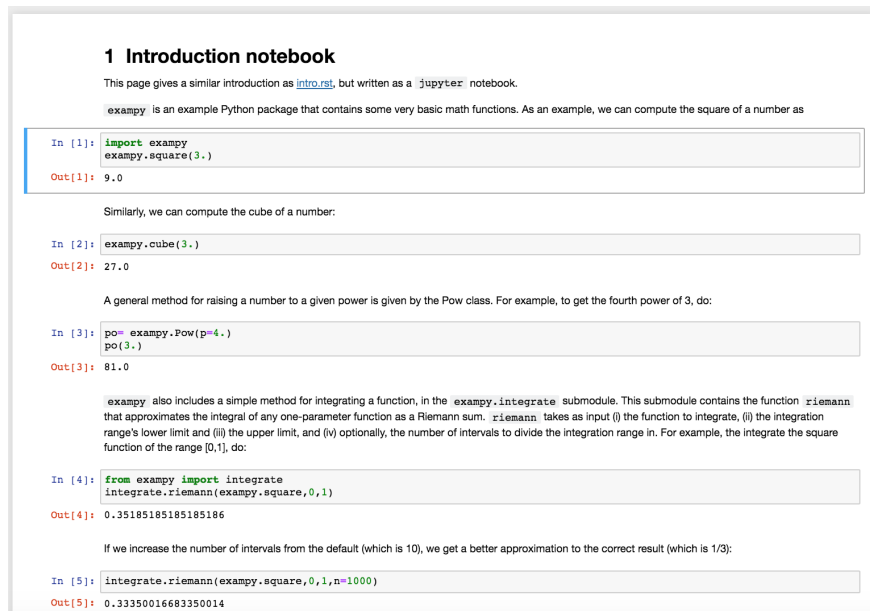 1 Introduction notebook
This page gives a similar introduction as intro.rst, but written as a jupyter notebook.
exampy is an example Python package that contains some very basic math functions. As an example, we can compute the square of a number as
In [1]: import exampy
exampy.square(3.)
Out[1]: 9.0
Similarly, we can compute the cube of a number:
In [2]: exampy.cube(3.)
Out[2]: 27.0
A general method for raising a number to a given power is given by the Pow class. For example, to get the fourth power of 3, do:
In [3]: po= exampy.Pow(p=4.)
po(3.)
Out[3]: 81.0
exampy also includes a simple method for integrating a function, in the exampy.integrate submodule. This submodule contains the function riemann
that approximates the integral of any one-parameter function as a Riemann sum. riemann takes as input (i) the function to integrate, (ii) the integration
range's lower limit and (iii) the upper limit, and (iv) optionally, the number of intervals to divide the integration range in. For example, the integrate the square
function of the range [0,1], do:
In [4]: from exampy import integrate
integrate.riemann(exampy.square,0,1)
Out[4]: 0.35185185185185186
If we increase the number of intervals from the default (which is 10), we get a better approximation to the correct result (which is 1/3):
In [5]: integrate.riemann(exampy.square,0,1,n=1000)
Out[5]: 0.33350016683350014